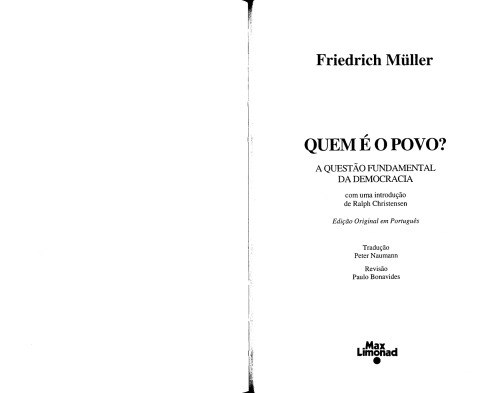 Friedrich Müller
QUEM É O POVO?
A QUESTÃO FUNDAMENTAL
DA DEMOCRACIA
com uma introdução
de Ralph Christensen
Edição Original em Português
Tradução
Peter Naumann
Revisão
Paulo Bonavides
Max
Limonad